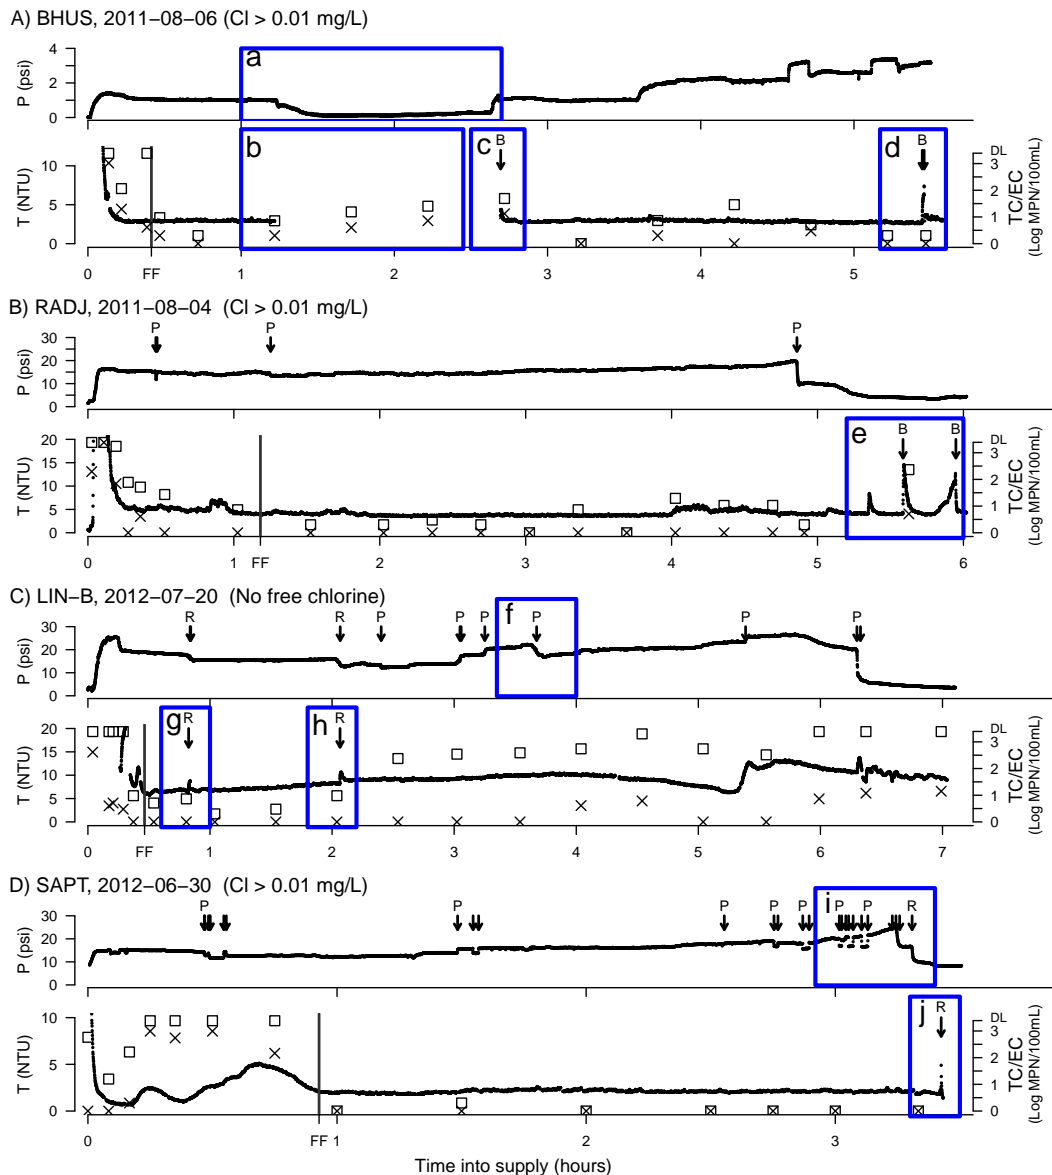 A) BHUS, 2011−08−06 (Cl > 0.01 mg/L)
P (psi)
4
2
0
a
b
c
d
B
B
T (NTU)
10
5
0
DL
3
2
1
0
TC/EC
(Log MPN/100mL)
0 FF 1 2 3 4 5
B) RADJ, 2011−08−04 (Cl > 0.01 mg/L)
P P P
P (psi)
30
20
10
0
1 2 3 4 5 6
e
B B
T (NTU)
20
15
10
5
0
DL
3
2
1
0
TC/EC
(Log MPN/100mL)
0 1 FF 2 3 4 5 6
C) LIN−B, 2012−07−20 (No free chlorine)
R R P P P f P P P
P (psi)
30
20
10
0
g R h R
T (NTU)
20
15
10
5
0
DL
3
2
1
0
TC/EC
(Log MPN/100mL)
0 FF 1 2 3 4 5 6 7
D) SAPT, 2012−06−30 (Cl > 0.01 mg/L)
P P P P P i P P R
P (psi)
30
20
10
0
j R
T (NTU)
10
5
0
DL
3
2
1
0
TC/EC
(Log MPN/100mL)
0 FF 1 2 3
Time into supply (hours)